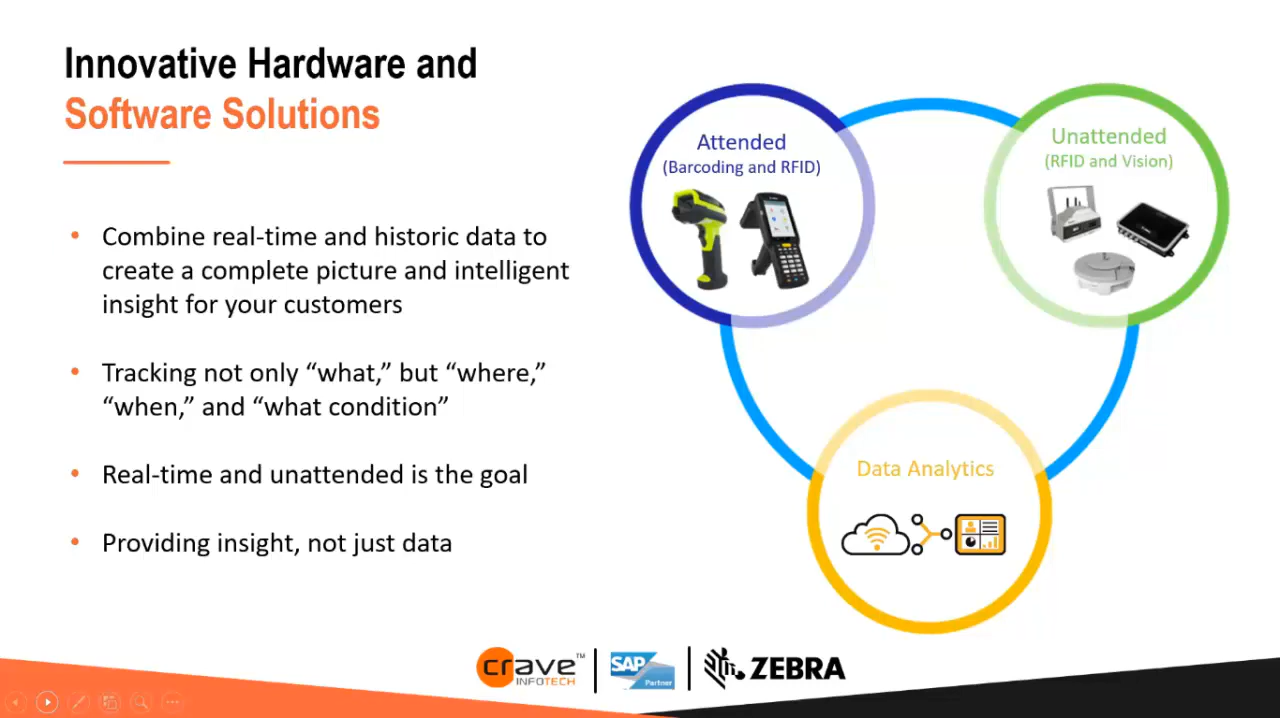 Innovative Hardware and
Software Solutions
• Combine real-time and historic data to
create a complete picture and intelligent
insight for your customers
• Tracking not only “what,” but “where,”
“when,” and “what condition”
• Real-time and unattended is the goal
• Providing insight, not just data
Attended
(Barcoding and RFID)
Unattended
(RFID and Vision)
Data Analytics
crave™
INFOTECH
SAP
Partner
ZEBRA